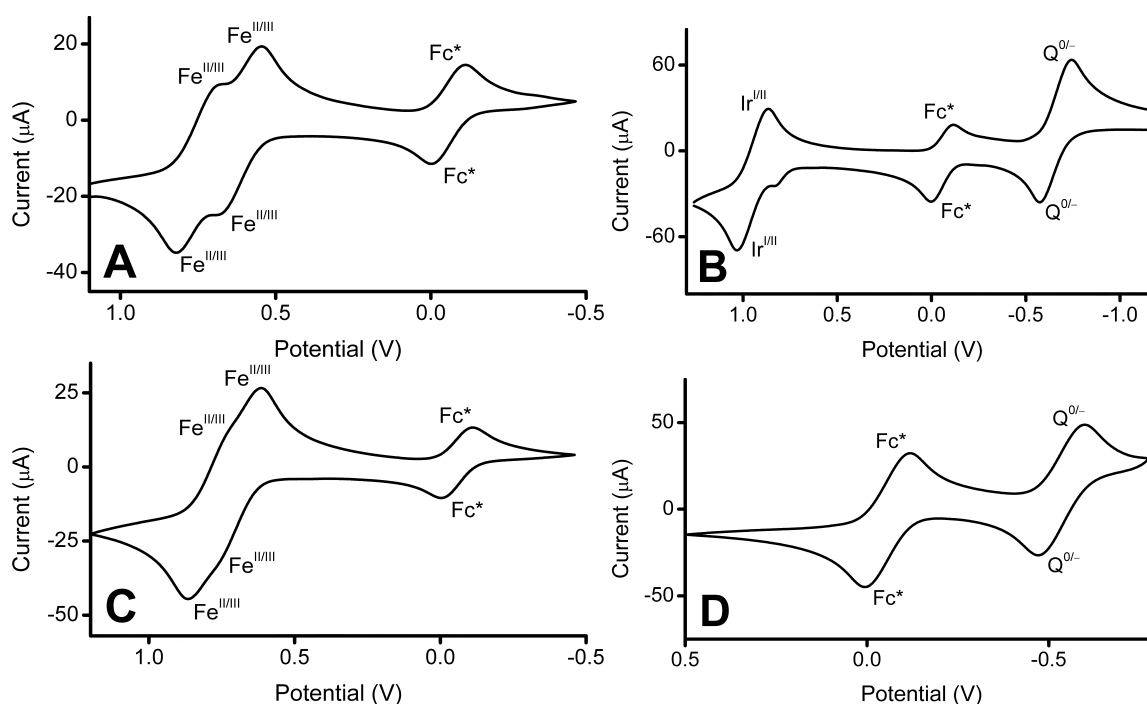 Fe^II/III
Fe^II/III
Fc*
20
0
-20
-40
Current (μA)
Fc*
Fe^II/III
Fe^II/III
A
1.0
0.5
0.0
-0.5
Potential (V)
Q^0/–
Ir^I/II
Fc*
60
0
-60
Current (μA)
Fc*
Q^0/–
Ir^I/II
B
1.0
0.5
0.0
-0.5
-1.0
Potential (V)
Fe^II/III
Fe^II/III
Fc*
25
0
-25
-50
Current (μA)
Fc*
Fe^II/III
Fe^II/III
C
1.0
0.5
0.0
-0.5
Potential (V)
Q^0/–
Fc*
50
0
-50
Current (μA)
Q^0/–
Fc*
D
0.5
0.0
-0.5
Potential (V)